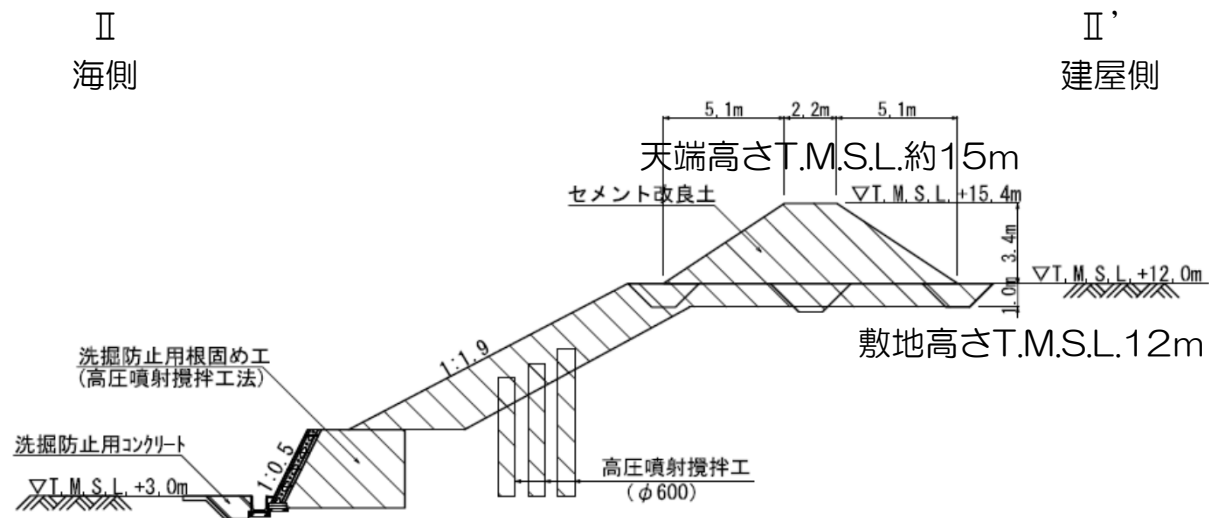 Ⅱ
海側
Ⅱ’
建屋側
5,1m
2,2m
5,1m
天端高さT.M.S.L.約15m
セメント改良土
▽T,M,S,L,+15,4m
3,4m
▽T,M,S,L,+12,0m
1,0m
敷地高さT.M.S.L.12m
1:1.9
洗掘防止用根固め工
(高圧噴射攪拌工法)
洗掘防止用コンクリート
1:0.5
▽T,M,S,L,+3,0m
高圧噴射攪拌工
(φ600)